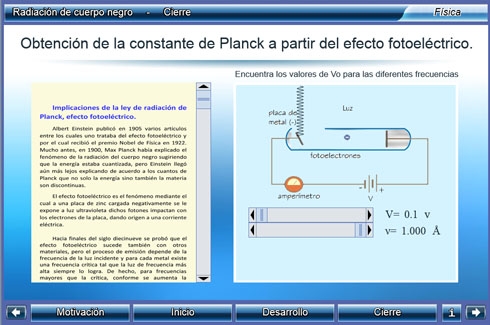 Radiación de cuerpo negro - Cierre
Física
Obtención de la constante de Planck a partir del efecto fotoeléctrico.
Encuentra los valores de Vo para las diferentes frecuencias
Implicaciones de la ley de radiación de
Planck, efecto fotoeléctrico.
Albert Einstein publicó en 1905 varios artículos
entre los cuales uno trataba del efecto fotoeléctrico y
por el cual recibió el premio Nobel de Física en 1922.
Mucho antes, en 1900, Max Planck había explicado el
fenómeno de la radiación del cuerpo negro sugiriendo
que la energía estaba cuantizada, pero Einstein llegó
aún más lejos explicando de acuerdo a los cuantos de
Planck que no solo la energía sino también la materia
son discontinuas.
El efecto fotoeléctrico es el fenómeno mediante el
cual a una placa de zinc cargada negativamente se le
expone a luz ultravioleta dichos fotones impactan con
los electrones de la placa, dando origen a una corriente
eléctrica.
Hacia finales del siglo diecinueve se probó que el
efecto fotoeléctrico sucede también con otros
materiales, pero el proceso de emisión depende de la
frecuencia de la luz incidente y para cada metal existe
una frecuencia crítica tal que la luz de frecuencia más
alta siempre lo logra. De hecho, para frecuencias
mayores que la crítica, conforme se aumenta la
placa de
metal (-)
Luz
fotoelectrones
amperímetro
- +
V
V= 0.1 v
ν= 1.000 Å
Motivación
Inicio
Desarrollo
Cierre
i